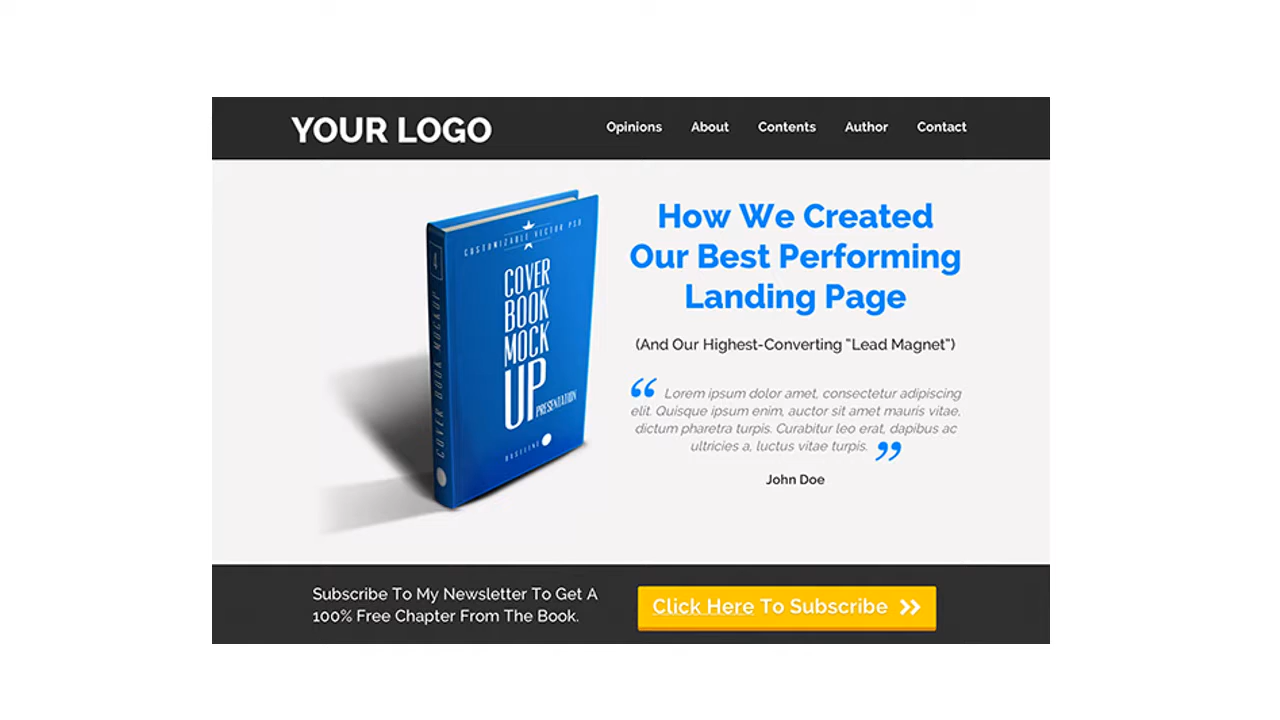 YOUR LOGO
Opinions About Contents Author Contact
CUSTOMIZABLE VECTOR PSD
COVER
BOOK
MOCK
UP PRESENTATION
COVER BOOK MOCKUP
How We Created
Our Best Performing
Landing Page
(And Our Highest-Converting “Lead Magnet”)
“ Lorem ipsum dolor amet, consectetur adipiscing
elit. Quisque ipsum enim, auctor sit amet mauris vitae,
dictum pharetra turpis. Curabitur leo erat, dapibus ac
ultricies a, luctus vitae turpis. ”
John Doe
Subscribe To My Newsletter To Get A
100% Free Chapter From The Book.
Click Here To Subscribe »